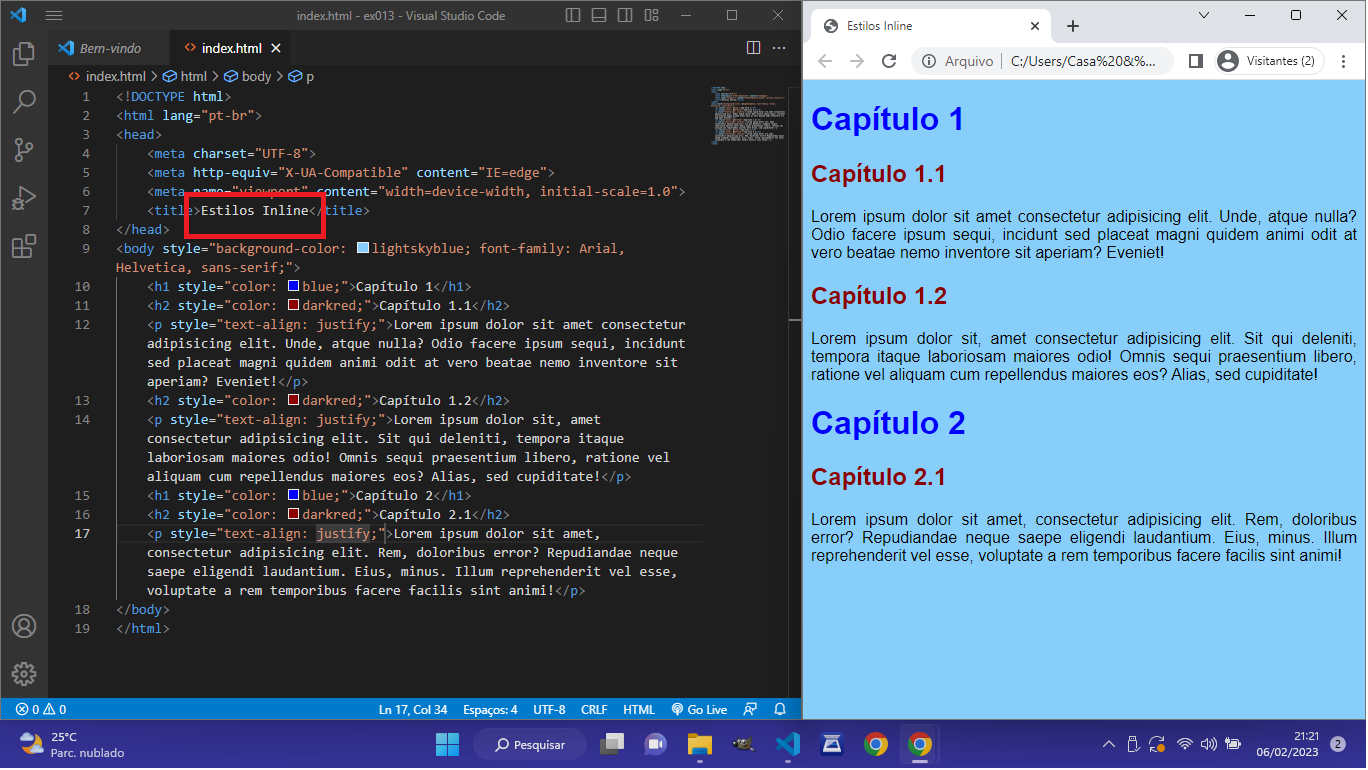 index.html - ex013 - Visual Studio Code
Bem-vindo
index.html
index.html > html > body > p
1 <!DOCTYPE html>
2 <html lang="pt-br">
3 <head>
4 <meta charset="UTF-8">
5 <meta http-equiv="X-UA-Compatible" content="IE=edge">
6 <meta name="viewport" content="width=device-width, initial-scale=1.0">
7 <title>Estilos Inline</title>
8 </head>
9 <body style="background-color: lightskyblue; font-family: Arial,
Helvetica, sans-serif;">
10 <h1 style="color: blue;">Capítulo 1</h1>
11 <h2 style="color: darkred;">Capítulo 1.1</h2>
12 <p style="text-align: justify;">Lorem ipsum dolor sit amet consectetur
adipisicing elit. Unde, atque nulla? Odio facere ipsum sequi, incidunt
sed placeat magni quidem animi odit at vero beatae nemo inventore sit
aperiam? Eveniet!</p>
13 <h2 style="color: darkred;">Capítulo 1.2</h2>
14 <p style="text-align: justify;">Lorem ipsum dolor sit, amet
consectetur adipisicing elit. Sit qui deleniti, tempora itaque
laboriosam maiores odio! Omnis sequi praesentium libero, ratione vel
aliquam cum repellendus maiores eos? Alias, sed cupiditate!</p>
15 <h1 style="color: blue;">Capítulo 2</h1>
16 <h2 style="color: darkred;">Capítulo 2.1</h2>
17 <p style="text-align: justify;">Lorem ipsum dolor sit amet,
consectetur adipisicing elit. Rem, doloribus error? Repudiandae neque
saepe eligendi laudantium. Eius, minus. Illum reprehenderit vel esse,
voluptate a rem temporibus facere facilis sint animi!</p>
18 </body>
19 </html>
0 0
Ln 17, Col 34 Espaços: 4 UTF-8 CRLF HTML Go Live
Estilos Inline
Arquivo | C:/Users/Casa%20&%... Visitantes (2)
Capítulo 1
Capítulo 1.1
Lorem ipsum dolor sit amet consectetur adipisicing elit. Unde, atque nulla?
Odio facere ipsum sequi, incidunt sed placeat magni quidem animi odit at
vero beatae nemo inventore sit aperiam? Eveniet!
Capítulo 1.2
Lorem ipsum dolor sit, amet consectetur adipisicing elit. Sit qui deleniti,
tempora itaque laboriosam maiores odio! Omnis sequi praesentium libero,
ratione vel aliquam cum repellendus maiores eos? Alias, sed cupiditate!
Capítulo 2
Capítulo 2.1
Lorem ipsum dolor sit amet, consectetur adipisicing elit. Rem, doloribus
error? Repudiandae neque saepe eligendi laudantium. Eius, minus. Illum
reprehenderit vel esse, voluptate a rem temporibus facere facilis sint animi!
25°C
Parc. nublado
Pesquisar
21:21
06/02/2023
2